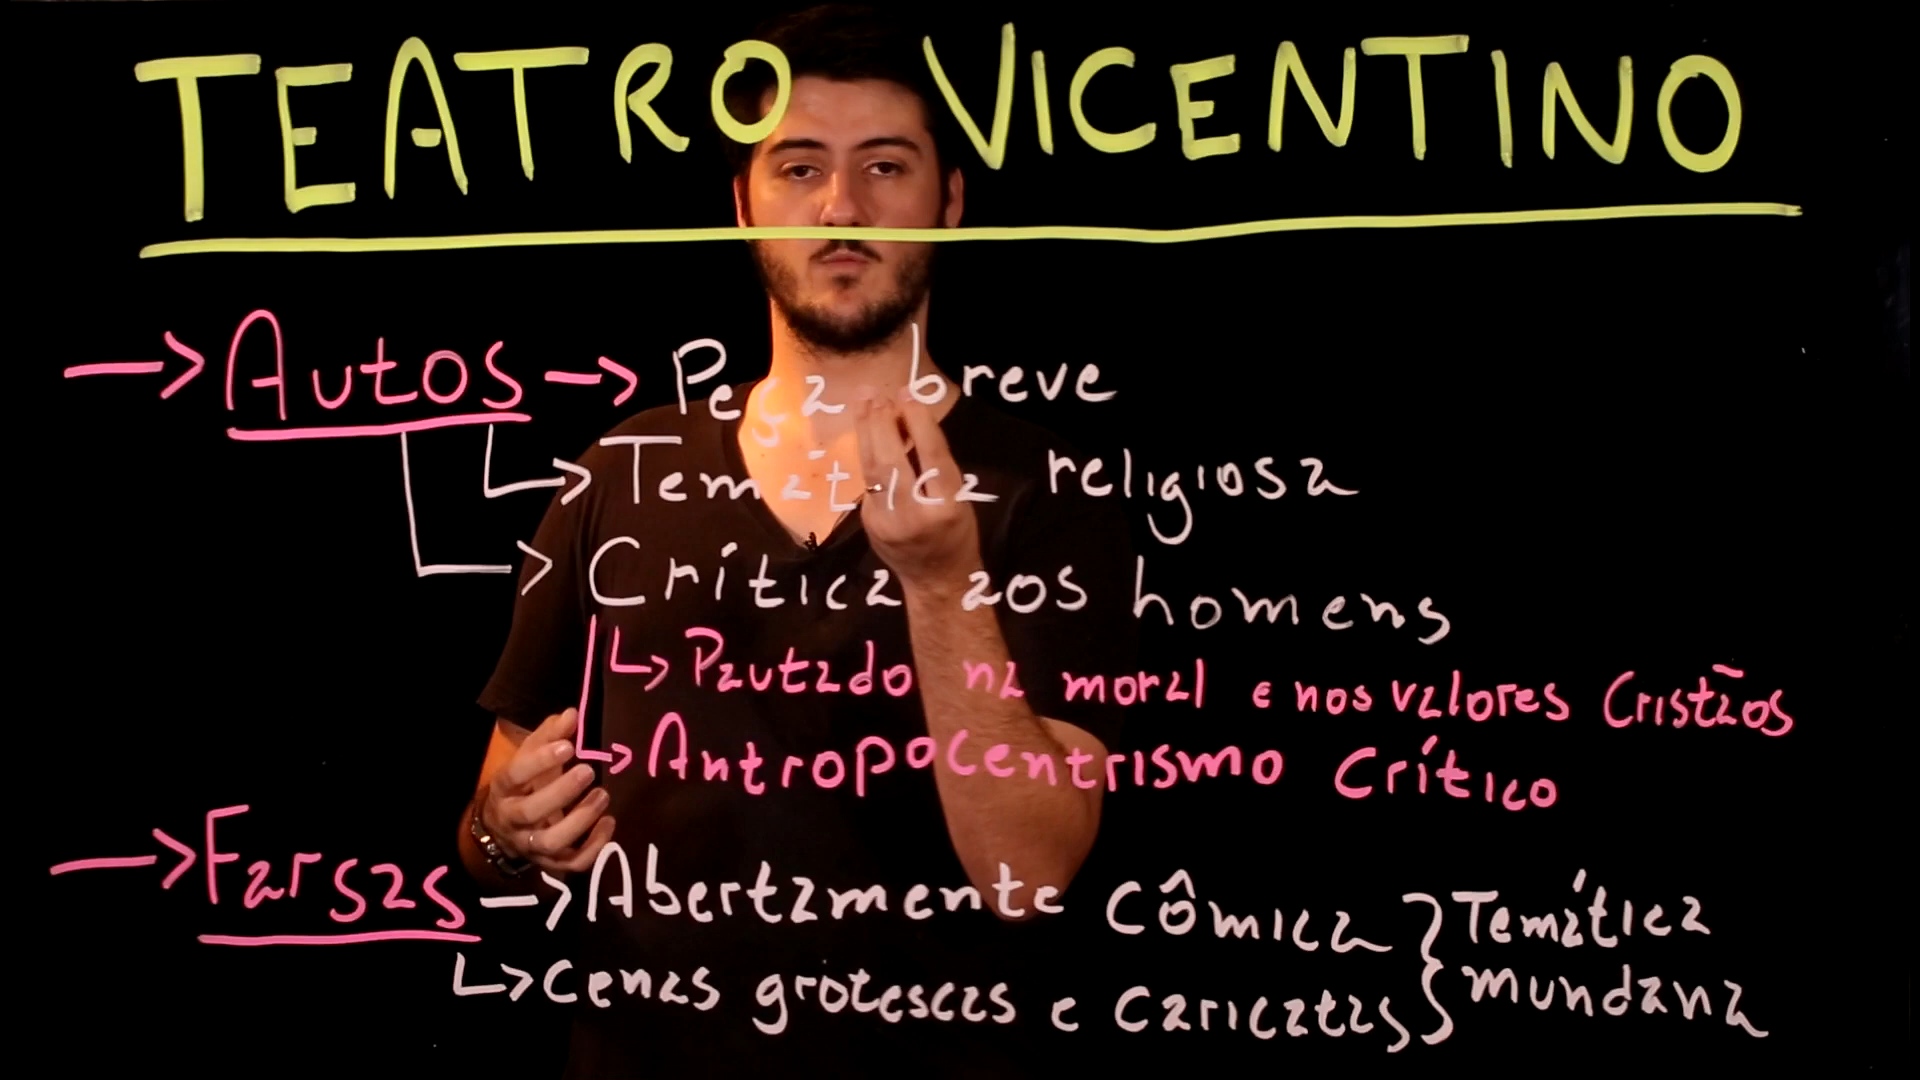 TEATRO VICENTINO
→ Autos → Peça breve
→ Temática religiosa
→ Crítica aos homens
↳ Pautado na moral e nos valores Cristãos
↳ Antropocentrismo Crítico
→ Farsas → Abertamente Cômica } Temática
↳ Cenas grotescas e Caricatas } mundana